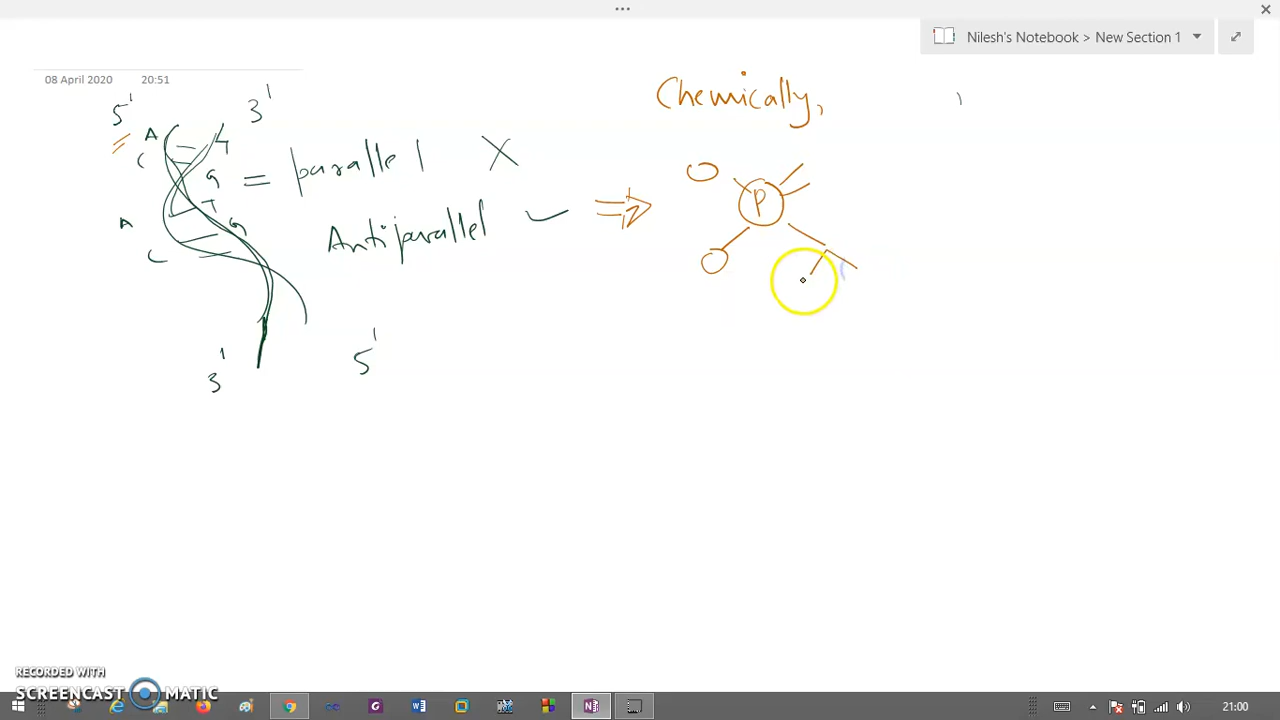 ...
Nilesh's Notebook > New Section 1
08 April 2020 20:51
Chemically,
5' 3'
A T
C G
= parallel X
A T
C G
Antiparallel ✓ ⇒
O P
O
3' 5'
RECORDED WITH
SCREENCAST MATIC
21:00